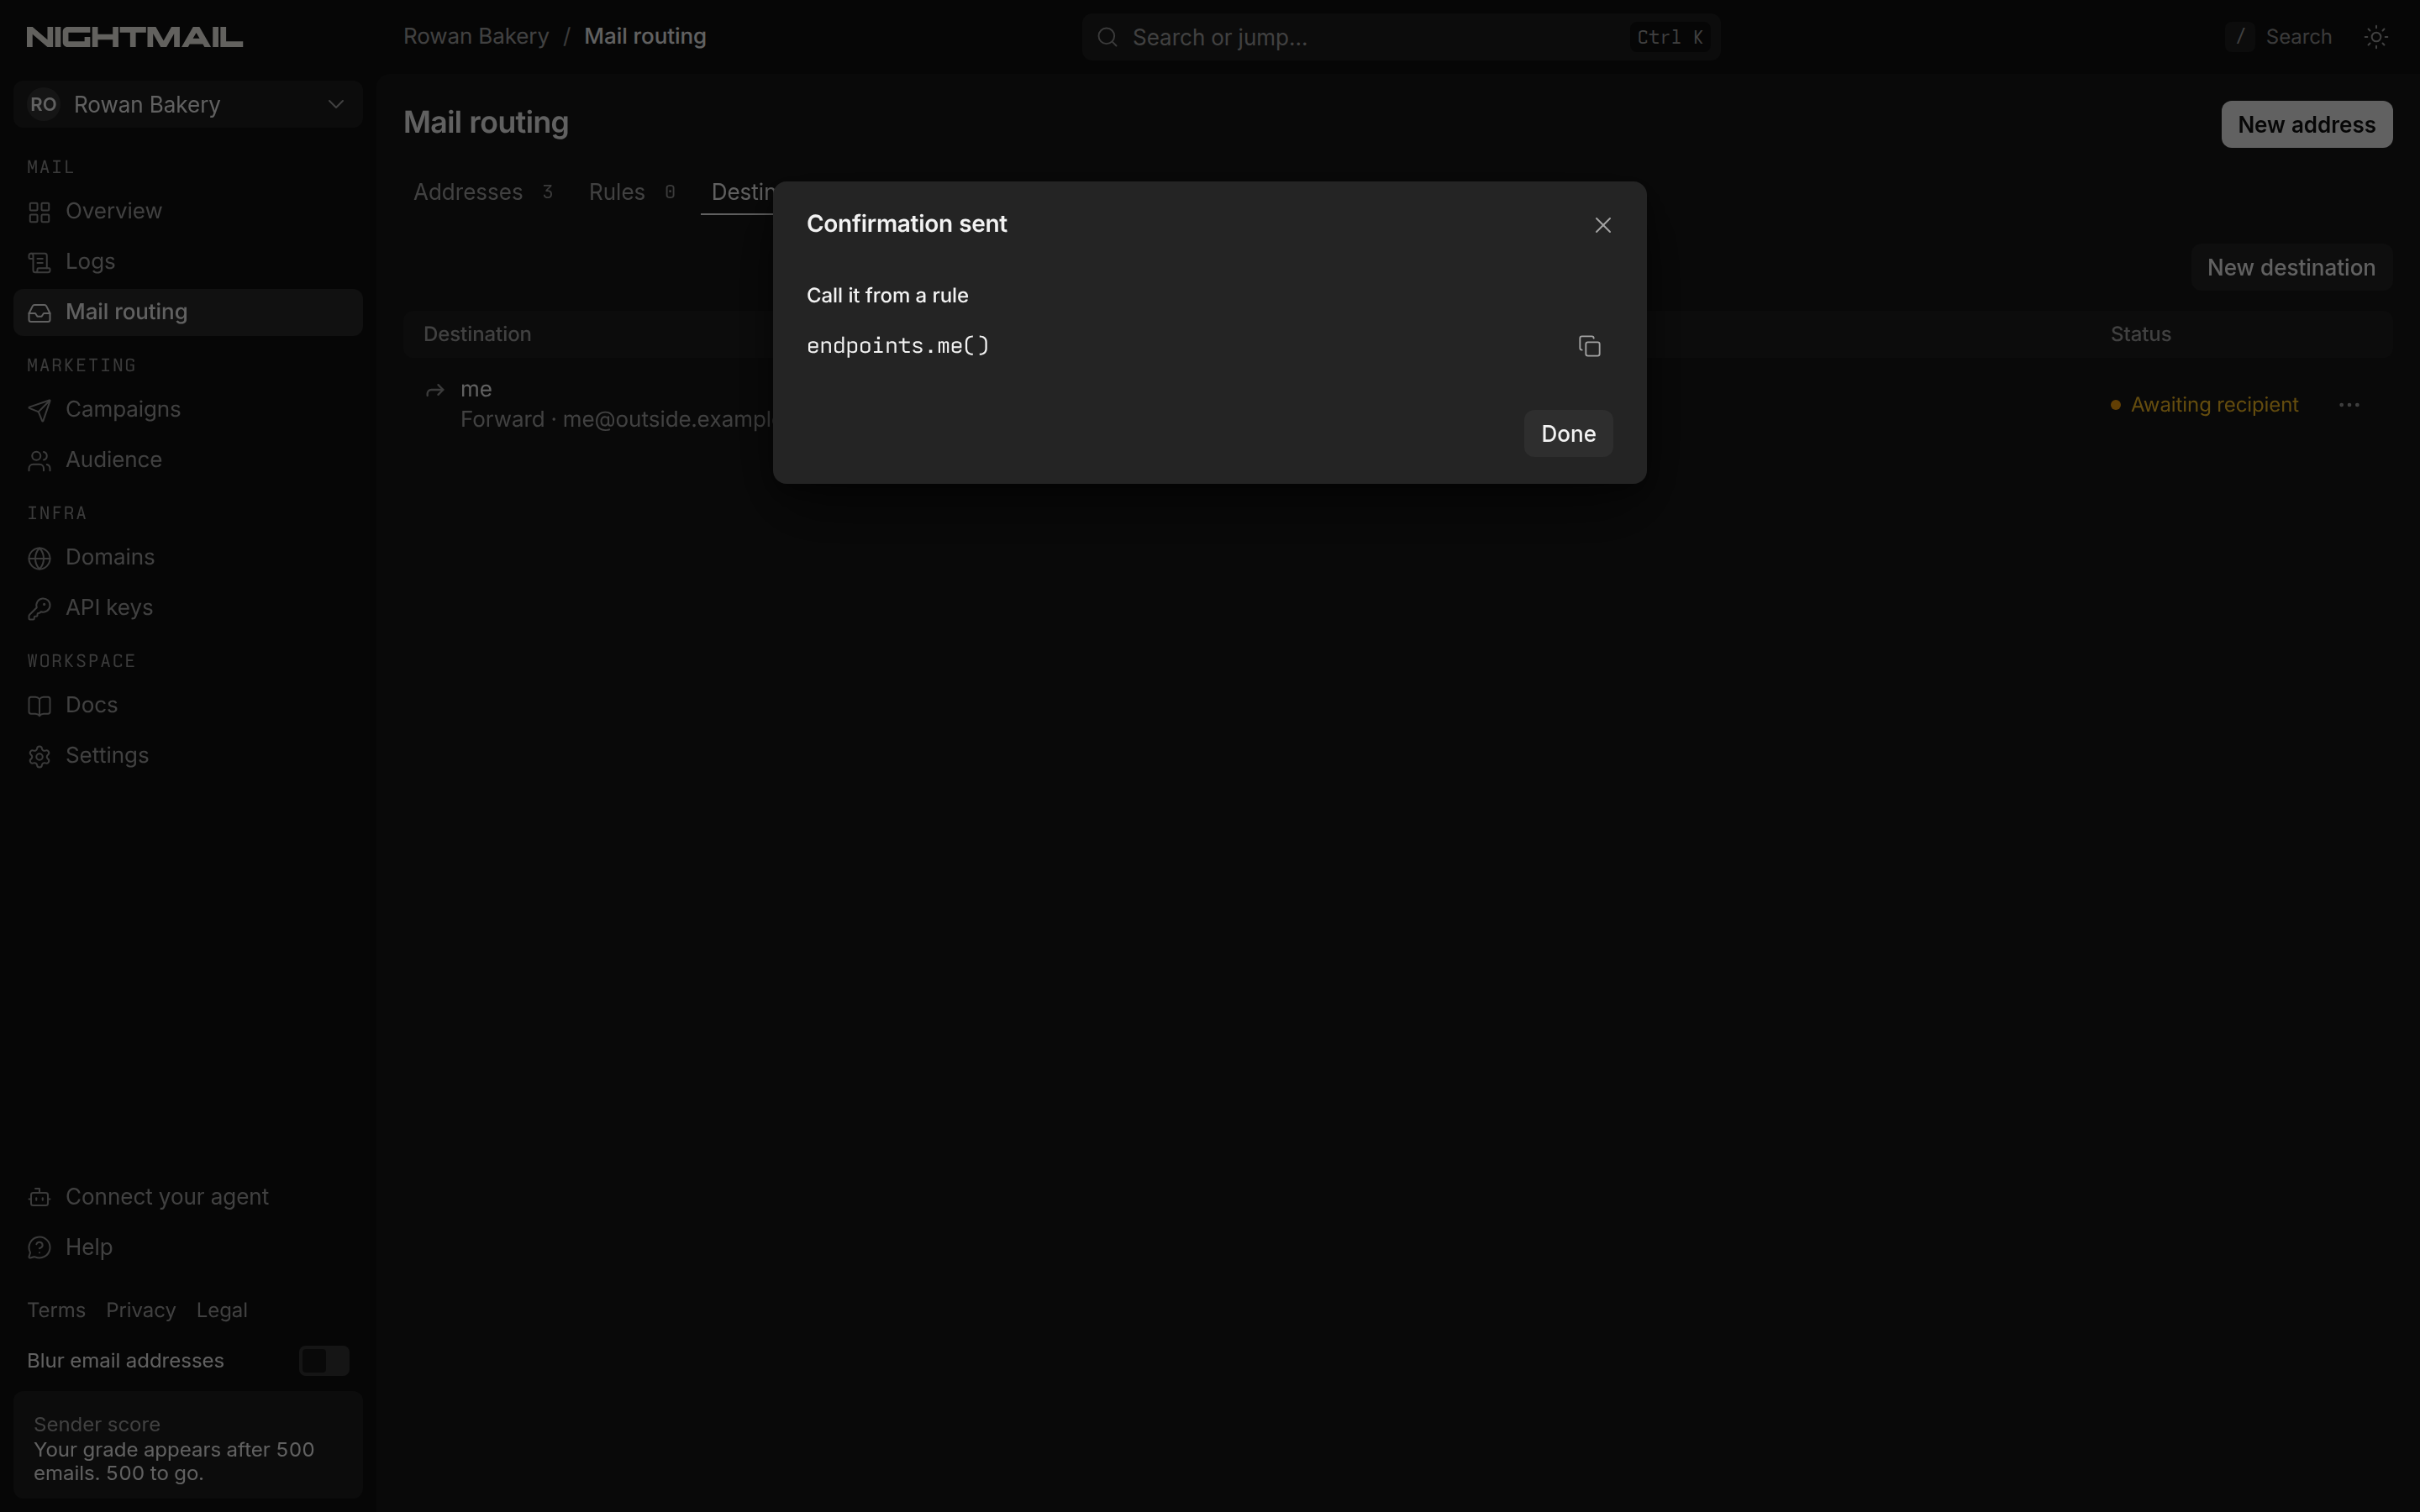 NIGHTMAIL
Rowan Bakery / Mail routing
Search or jump...
Ctrl K
/ Search
RO Rowan Bakery
MAIL
Overview
Logs
Mail routing
MARKETING
Campaigns
Audience
INFRA
Domains
API keys
WORKSPACE
Docs
Settings
Connect your agent
Help
Terms Privacy Legal
Blur email addresses
Sender score
Your grade appears after 500
emails. 500 to go.
Mail routing
New address
Addresses 3 Rules 0
New destination
Destination
Status
me
Forward ·
Awaiting recipient
Confirmation sent
Call it from a rule
endpoints.me()
Done